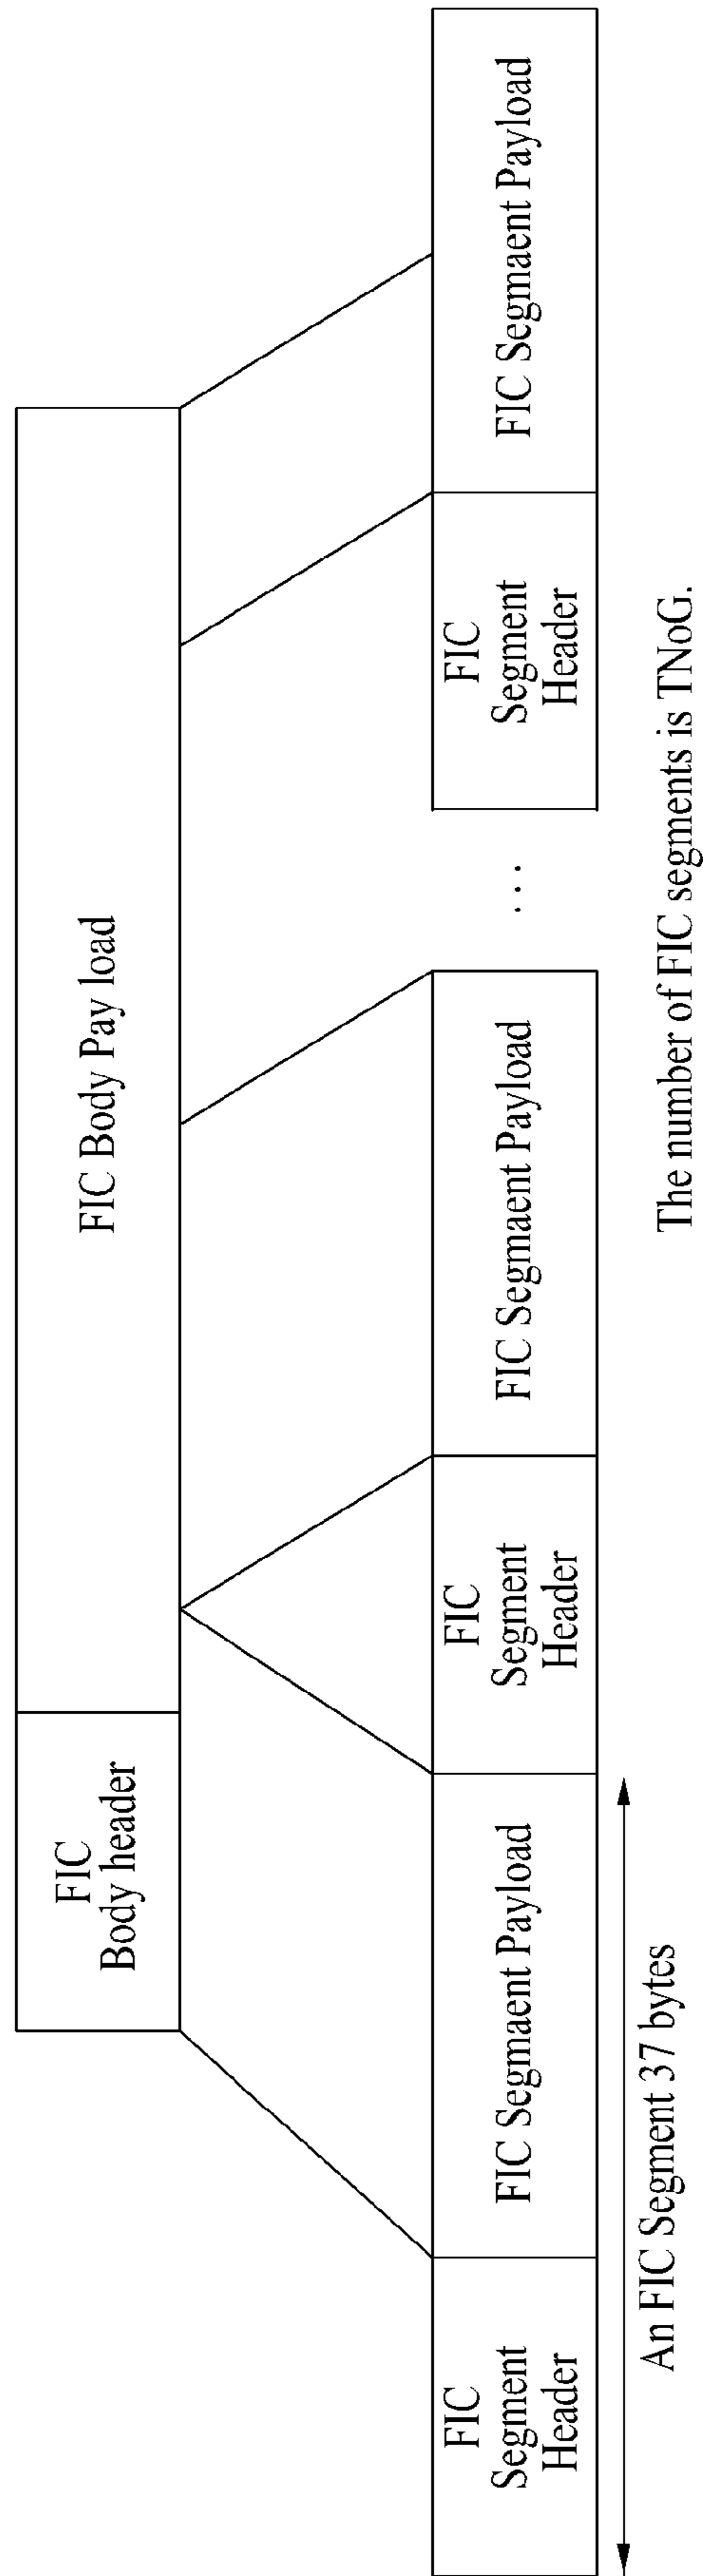 FIC
Body header
FIC Body Pay load
FIC
Segment
Header
FIC Segmaent Payload
FIC
Segment
Header
FIC Segmaent Payload
...
FIC
Segment
Header
FIC Segmaent Payload
An FIC Segment 37 bytes
The number of FIC segments is TNoG.